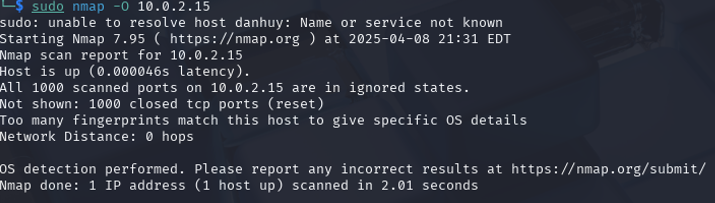 └─$ sudo nmap -O 10.0.2.15
sudo: unable to resolve host danhuy: Name or service not known
Starting Nmap 7.95 ( https://nmap.org ) at 2025-04-08 21:31 EDT
Nmap scan report for 10.0.2.15
Host is up (0.000046s latency).
All 1000 scanned ports on 10.0.2.15 are in ignored states.
Not shown: 1000 closed tcp ports (reset)
Too many fingerprints match this host to give specific OS details
Network Distance: 0 hops

OS detection performed. Please report any incorrect results at https://nmap.org/submit/
Nmap done: 1 IP address (1 host up) scanned in 2.01 seconds